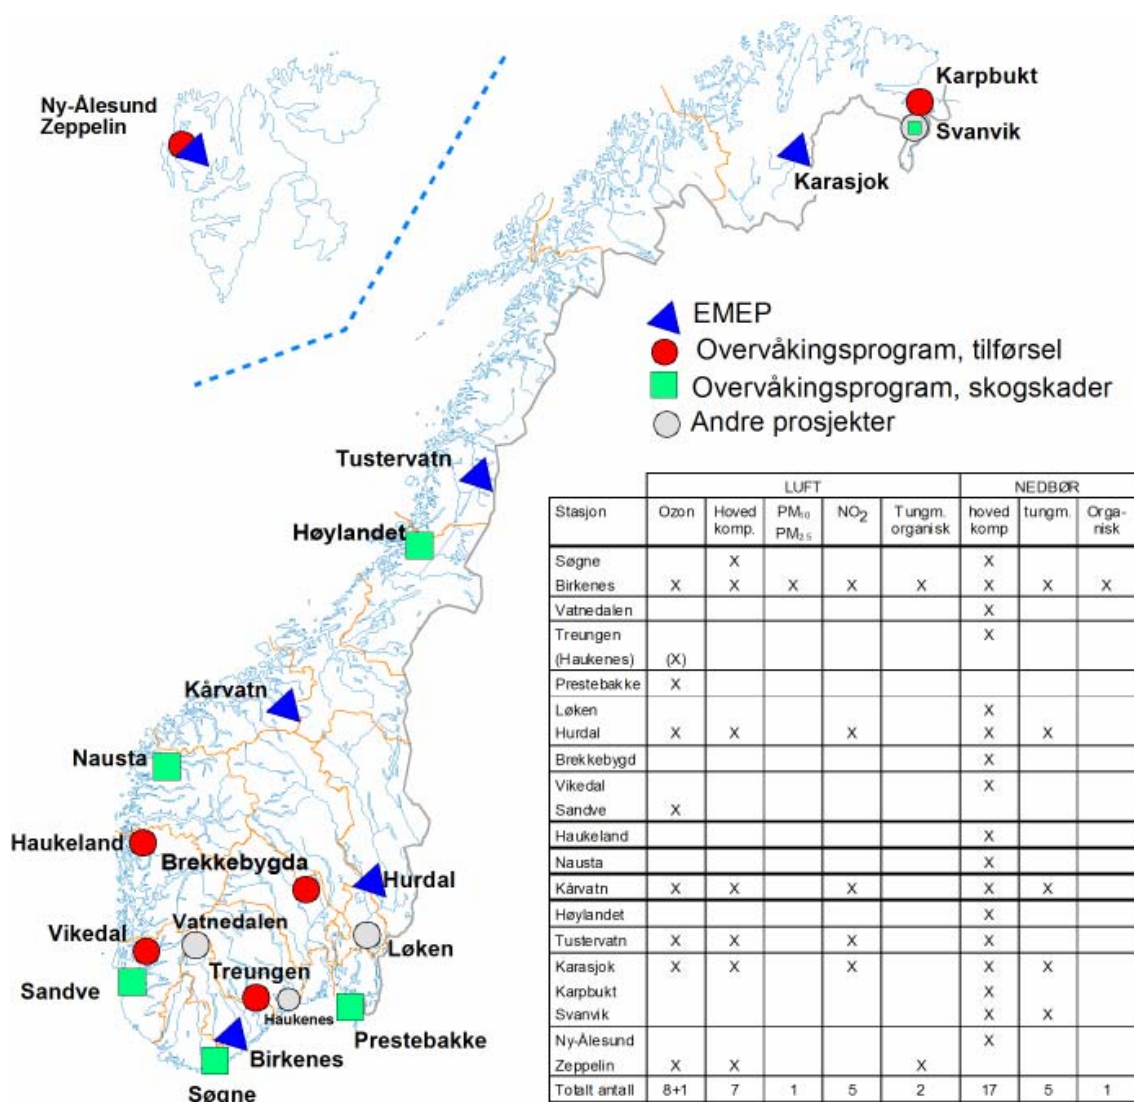 Ny-Ålesund
Zeppelin
Karpbukt
Svanvik
Karasjok
EMEP
Overvåkingsprogram, tilførsel
Overvåkingsprogram, skogskader
Andre prosjekter
Tustervatn
Høylandet
Kårvatn
Nausta
Haukeland
Brekkebygda
Hurdal
Vatnedalen
Vikedal
Løken
Treungen
Sandve
Haukenes
Prestebakke
Birkenes
Søgne
LUFT NEDBØR
Stasjon Ozon Hoved komp. PM10 PM2.5 NO2 Tungm. organisk hoved komp tungm. Orga-nisk
Søgne X X
Birkenes X X X X X X X X
Vatnedalen X
Treungen X
(Haukenes) (X)
Prestebakke X
Løken X
Hurdal X X X X X
Brekkebygd X
Vikedal X
Sandve X
Haukeland X
Nausta X
Kårvatn X X X X X
Høylandet X
Tustervatn X X X X
Karasjok X X X X X
Karpbukt X
Svanvik X X
Ny-Ålesund X
Zeppelin X X X
Totalt antall 8+1 7 1 5 2 17 5 1